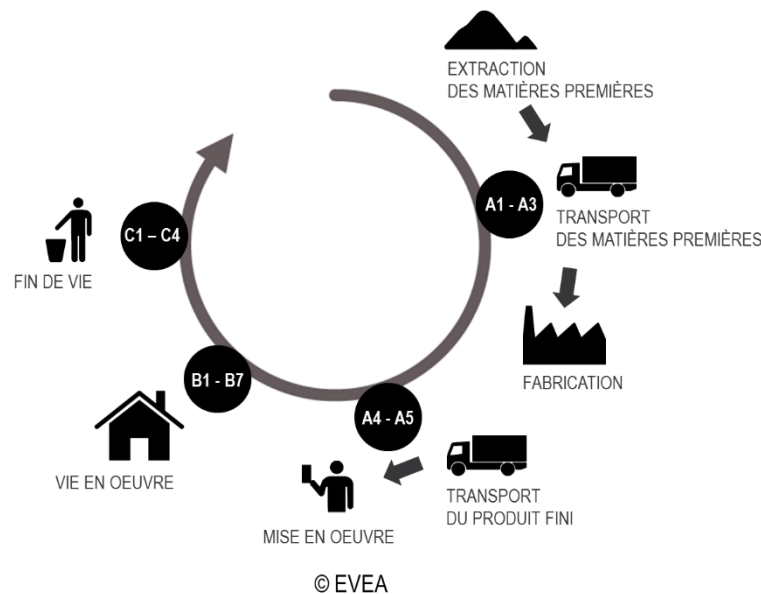 EXTRACTION
DES MATIÈRES PREMIÈRES
A1 - A3
TRANSPORT
DES MATIÈRES PREMIÈRES
FABRICATION
A4 - A5
TRANSPORT
DU PRODUIT FINI
MISE EN OEUVRE
B1 - B7
VIE EN OEUVRE
C1 – C4
FIN DE VIE
© EVEA